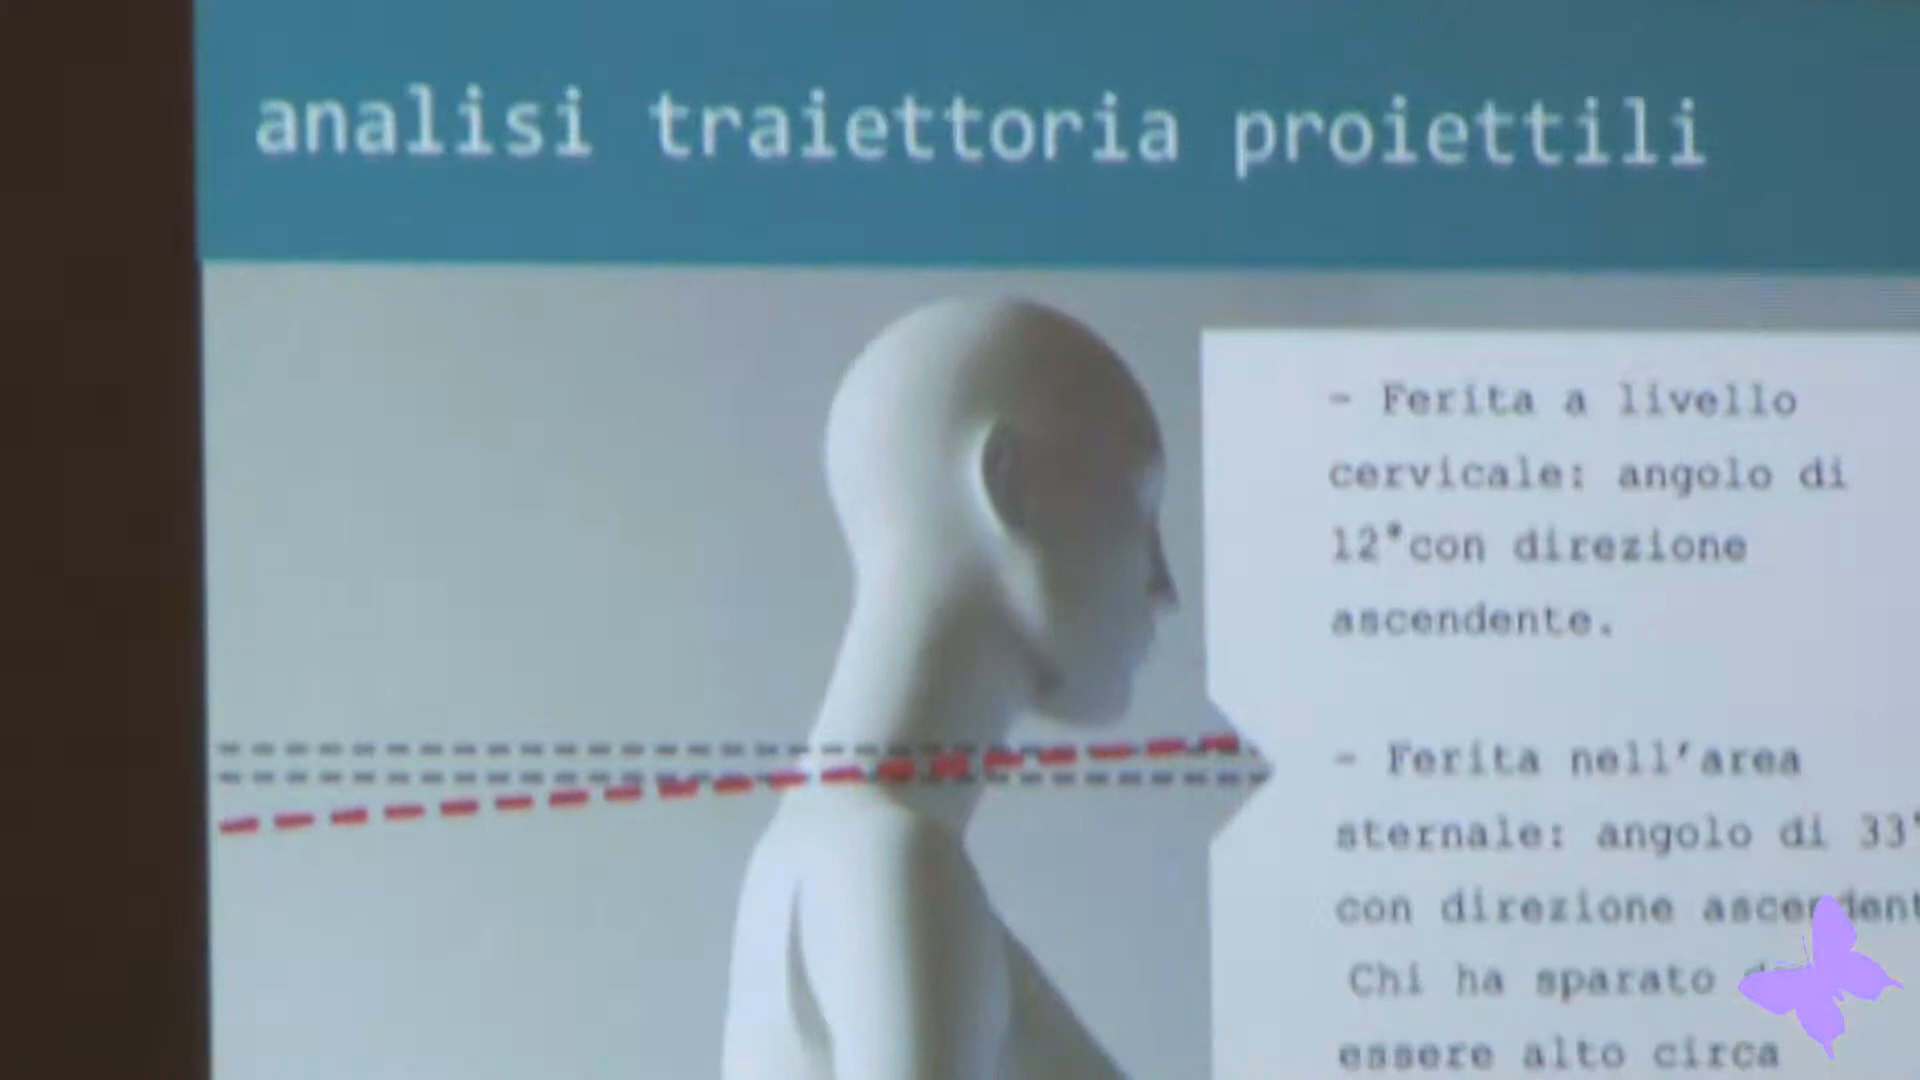 analisi traiettoria proiettili
- Ferita a livello
cervicale: angolo di
12°con direzione
ascendente.
- Ferita nell'area
sternale: angolo di 33°
con direzione
Chi ha sparato
essere alto circa